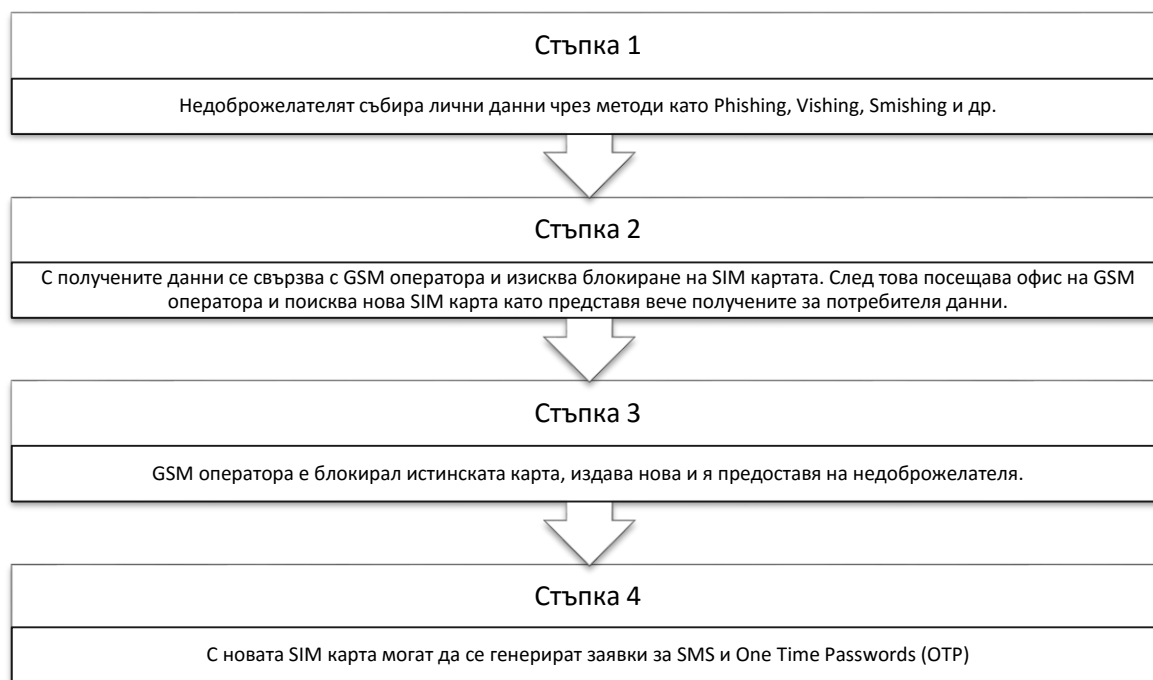 Стъпка 1
Недоброжелателят събира лични данни чрез методи като Phishing, Vishing, Smishing и др.
Стъпка 2
С получените данни се свързва с GSM оператора и изисква блокиране на SIM картата. След това посещава офис на GSM
оператора и поисква нова SIM карта като представя вече получените за потребителя данни.
Стъпка 3
GSM оператора е блокирал истинската карта, издава нова и я предоставя на недоброжелателя.
Стъпка 4
С новата SIM карта могат да се генерират заявки за SMS и One Time Passwords (OTP)